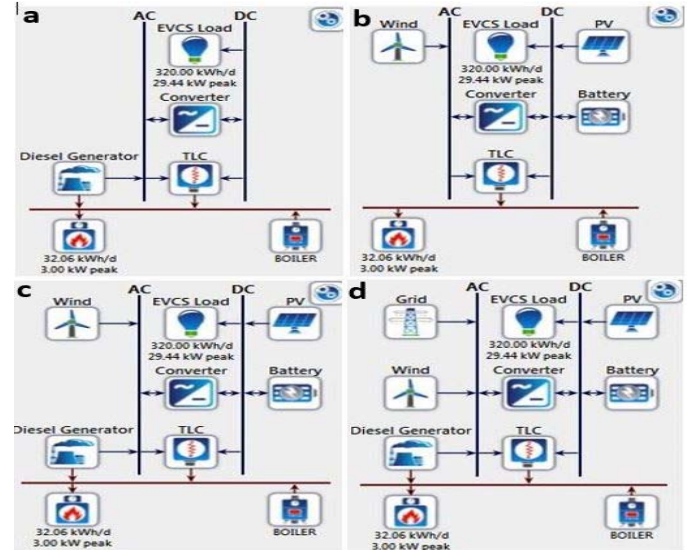 a
AC
DC
EVCS Load
320.00 kWh/d
29.44 kW peak
Converter
Diesel Generator
TLC
32.06 kWh/d
3.00 kW peak
BOILER
b
AC
DC
Wind
EVCS Load
PV
320.00 kWh/d
29.44 kW peak
Converter
Battery
TLC
32.06 kWh/d
3.00 kW peak
BOILER
c
AC
DC
Wind
EVCS Load
PV
320.00 kWh/d
29.44 kW peak
Converter
Battery
Diesel Generator
TLC
32.06 kWh/d
3.00 kW peak
BOILER
d
AC
DC
Grid
EVCS Load
PV
320.00 kWh/d
29.44 kW peak
Wind
Converter
Battery
Diesel Generator
TLC
32.06 kWh/d
3.00 kW peak
BOILER